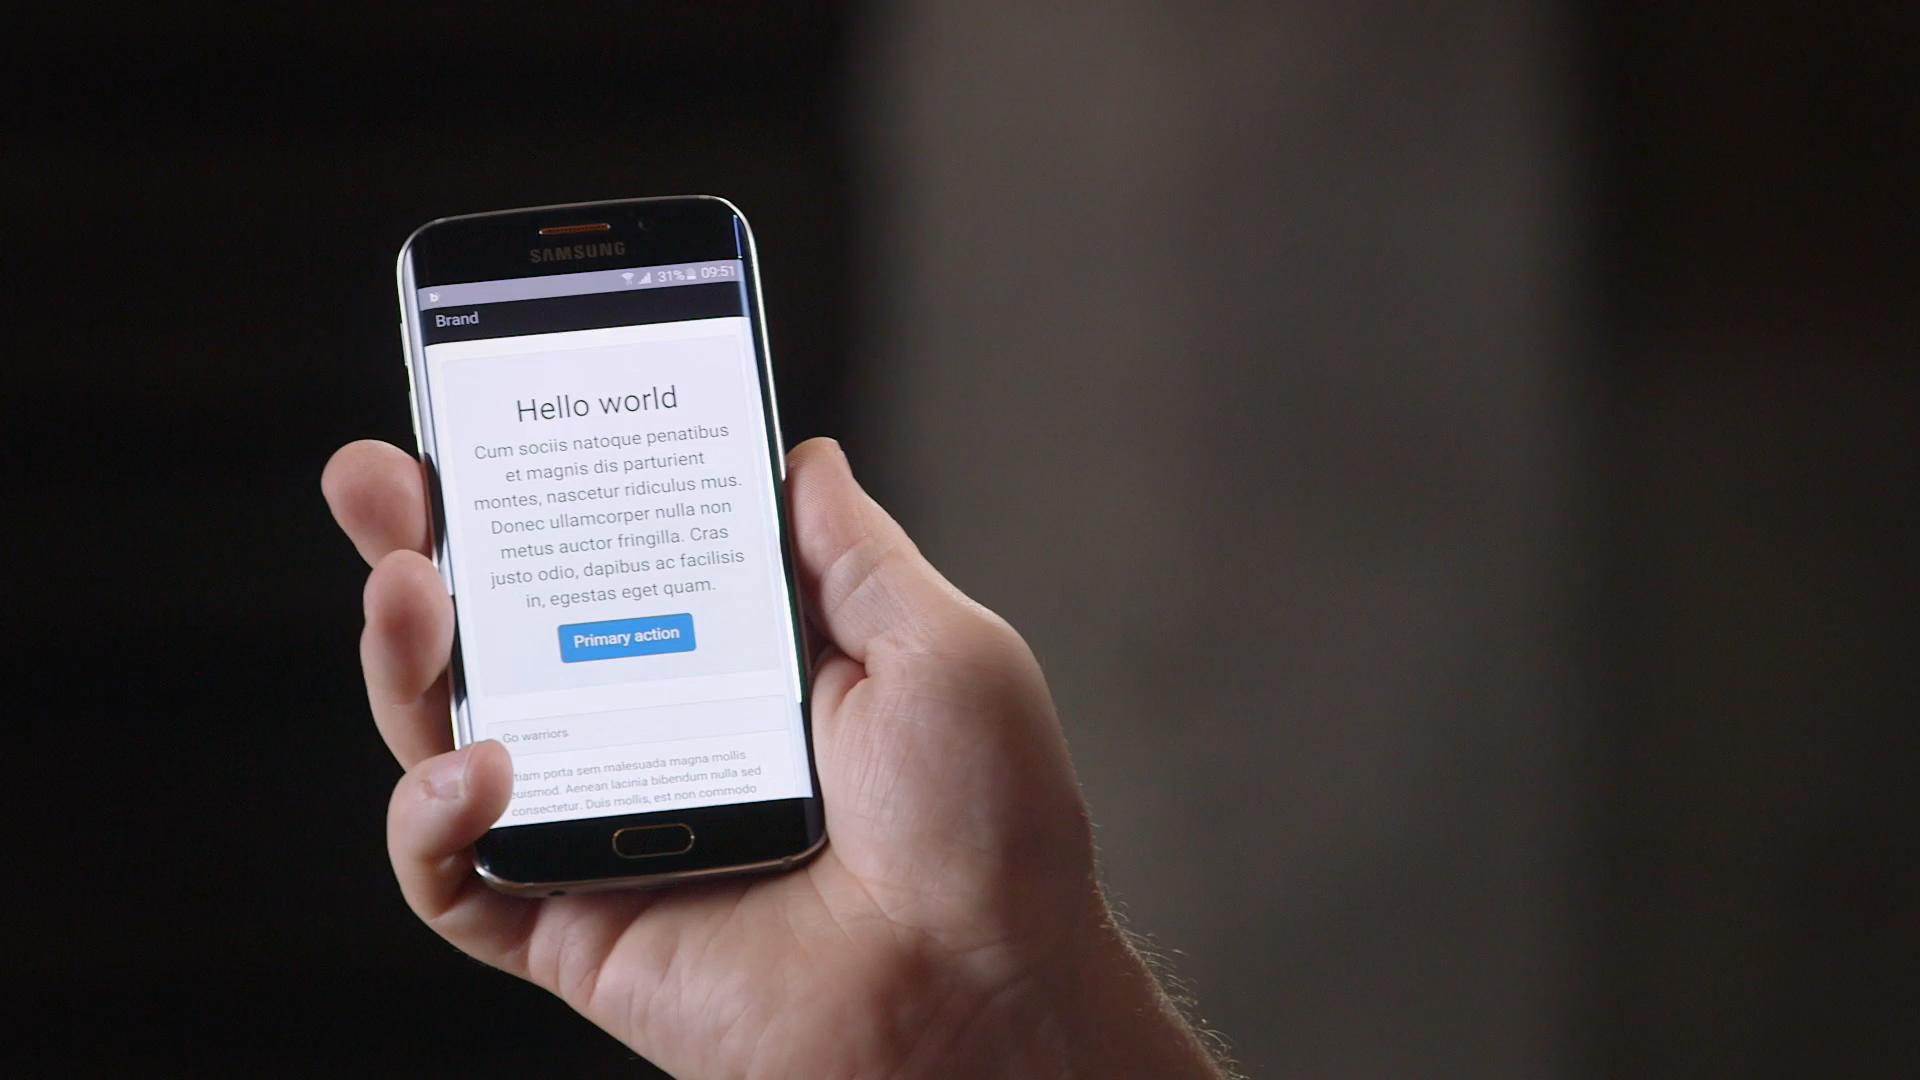 SAMSUNG
31% 09:51
Brand
Hello world
Cum sociis natoque penatibus
et magnis dis parturient
montes, nascetur ridiculus mus.
Donec ullamcorper nulla non
metus auctor fringilla. Cras
justo odio, dapibus ac facilisis
in, egestas eget quam.
Primary action
Go warriors
tiam porta sem malesuada magna mollis
euismod. Aenean lacinia bibendum nulla sed
consectetur. Duis mollis, est non commodo